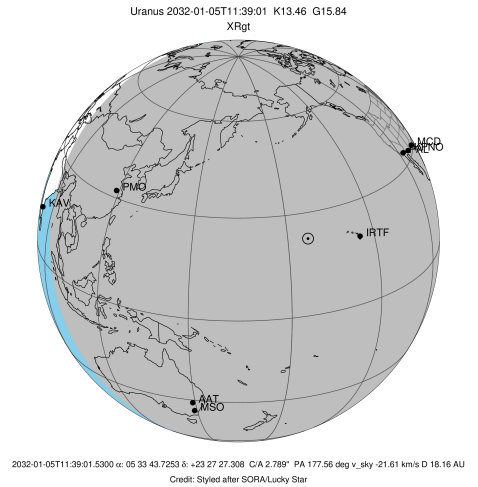 Uranus 2032-01-05T11:39:01 K13.46 G15.84
XRgt
MCD
KPNO
PMO
KAV
IRTF
AAT
MSO
2032-01-05T11:39:01.5300 α: 05 33 43.7253 δ: +23 27 27.308 C/A 2.789" PA 177.56 deg v_sky -21.61 km/s D 18.16 AU
Credit: Styled after SORA/Lucky Star